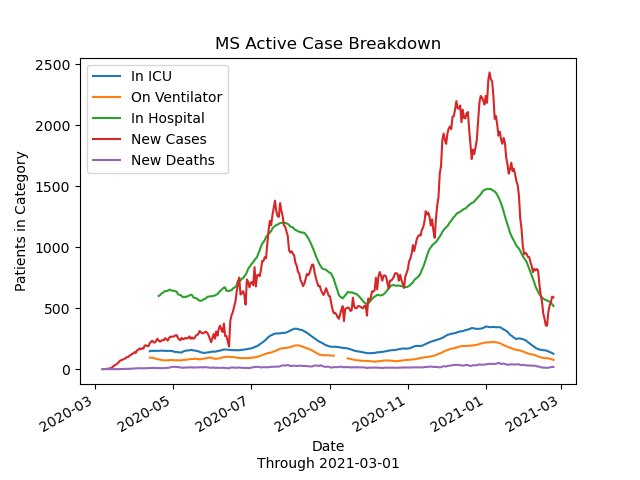 MS Active Case Breakdown
Patients in Category
2500
2000
1500
1000
500
0
In ICU
On Ventilator
In Hospital
New Cases
New Deaths
2020-03
2020-05
2020-07
2020-09
2020-11
2021-01
2021-03
Date
Through 2021-03-01